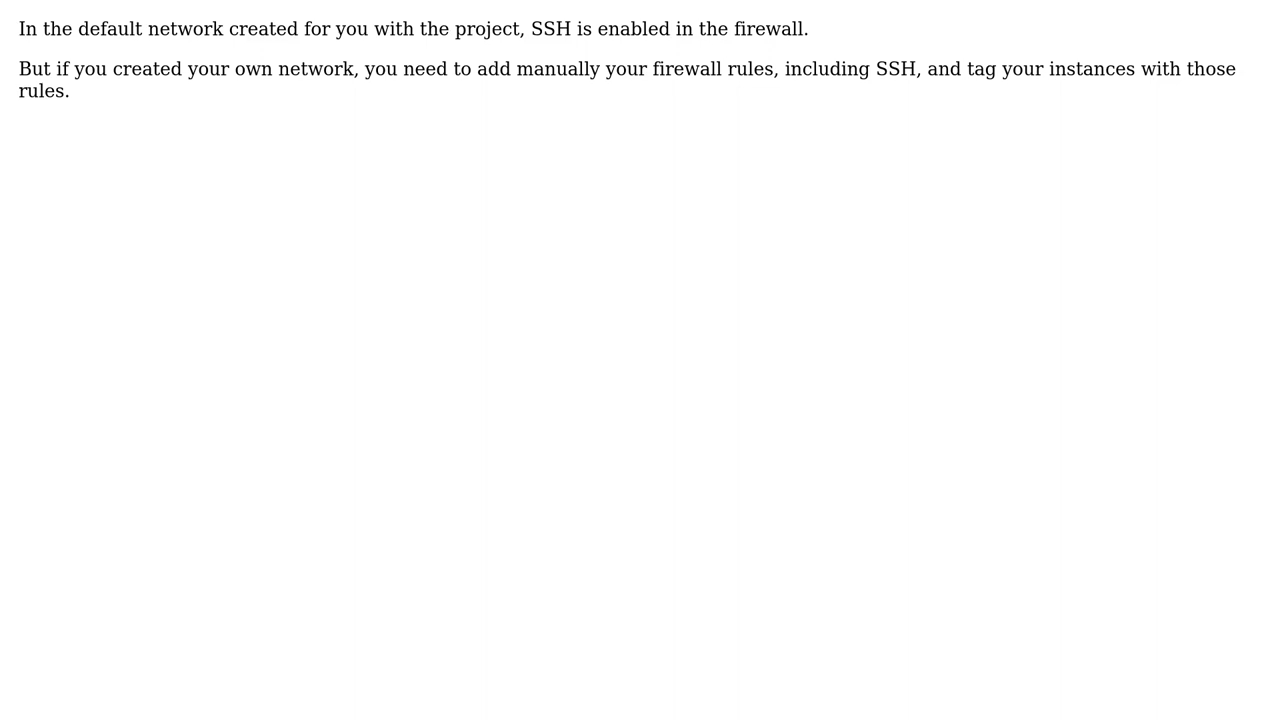 In the default network created for you with the project, SSH is enabled in the firewall.
But if you created your own network, you need to add manually your firewall rules, including SSH, and tag your instances with those
rules.